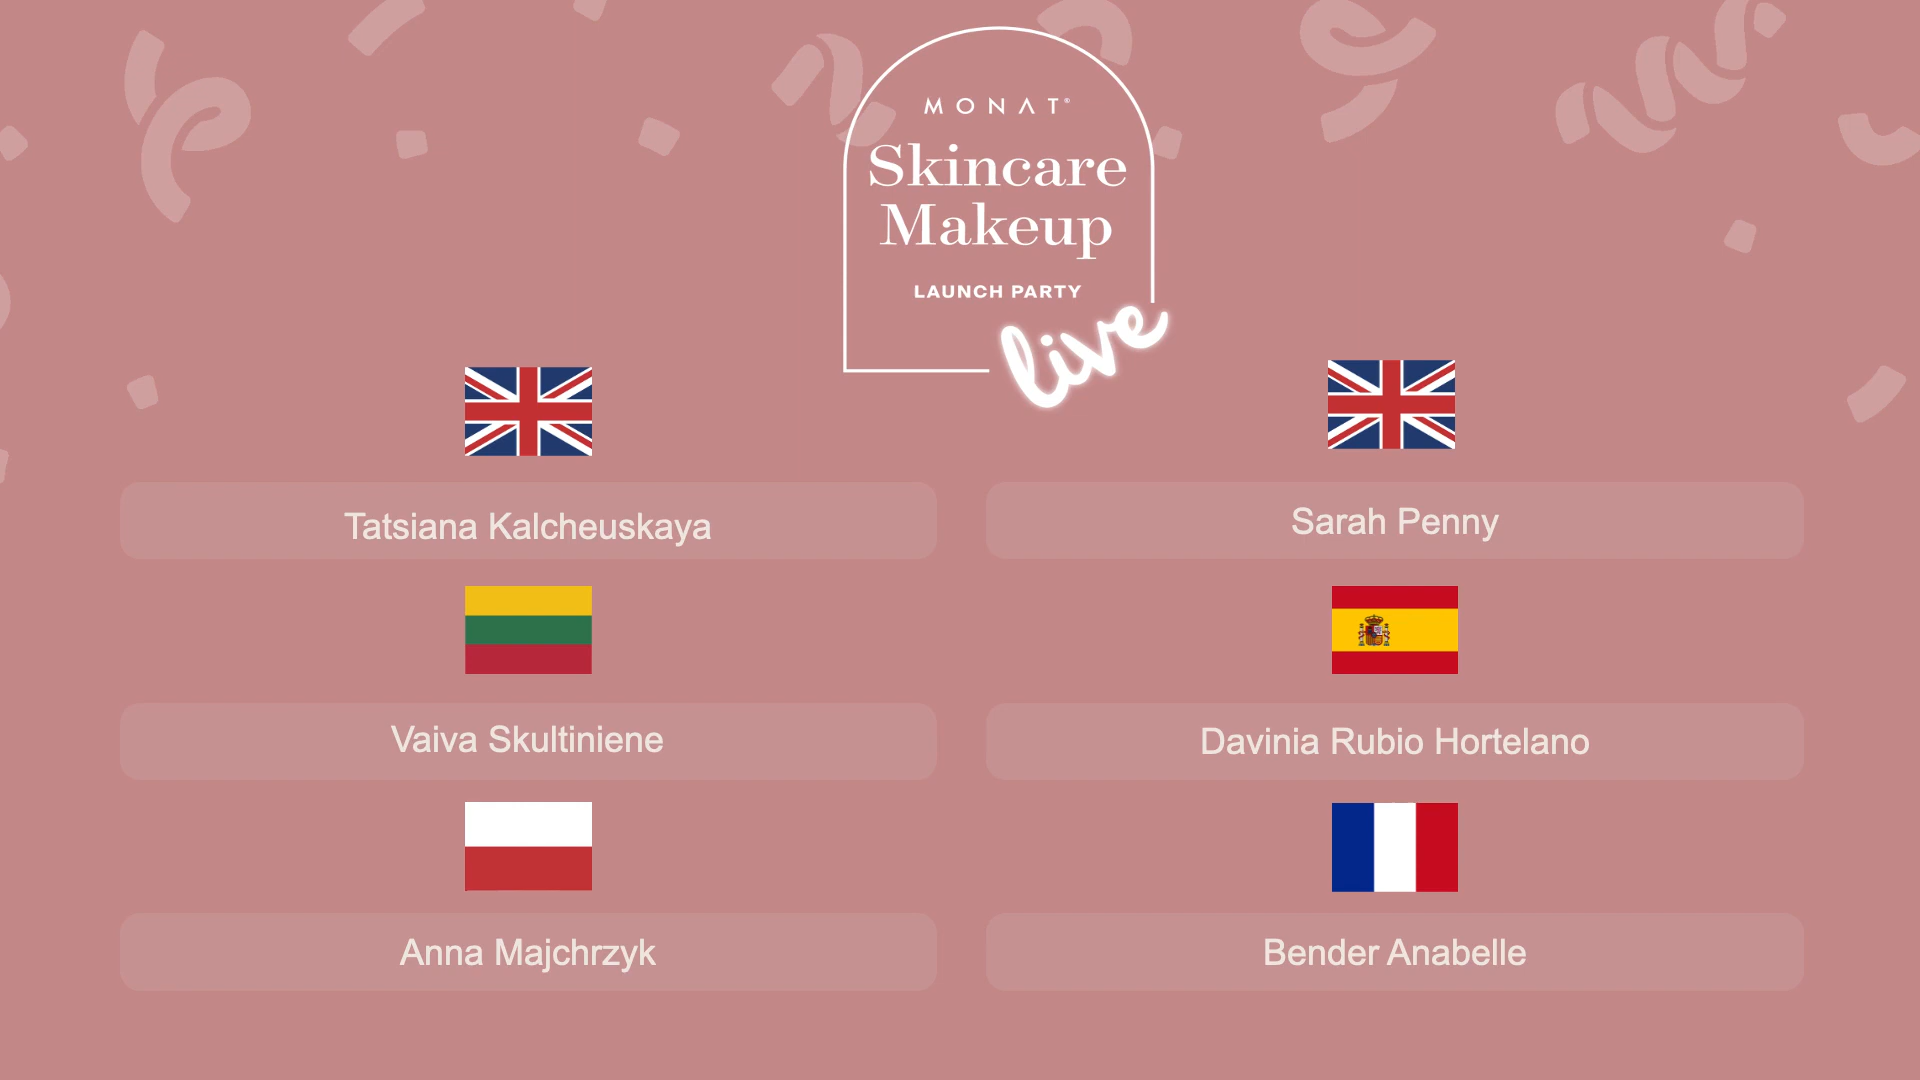 MONAT®
Skincare
Makeup
LAUNCH PARTY
live
Tatsiana Kalcheuskaya
Sarah Penny
Vaiva Skultiniene
Davinia Rubio Hortelano
Anna Majchrzyk
Bender Anabelle